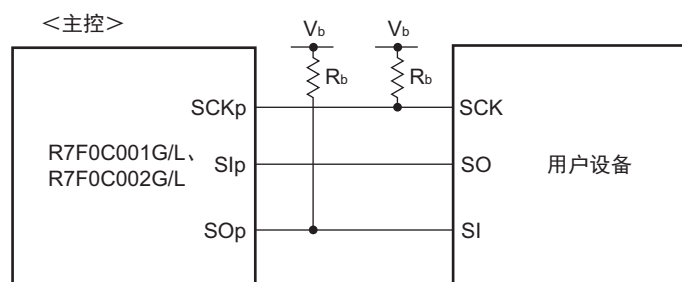 ＜主控＞
Vb
Vb
Rb
Rb
SCKp
SCK
R7F0C001G/L、
R7F0C002G/L
SIp
SO
用户设备
SOp
SI